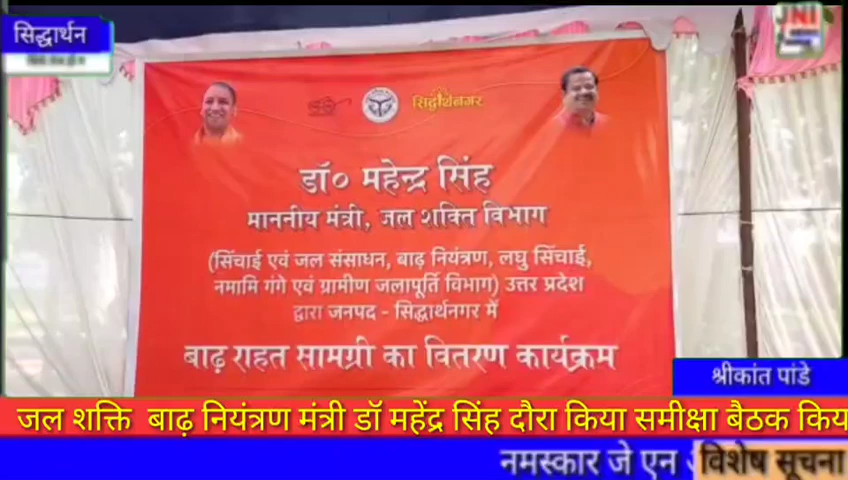 सिद्धार्थन
JNI
सिद्धार्थनगर
डॉ० महेन्द्र सिंह
माननीय मंत्री, जल शक्ति विभाग
(सिंचाई एवं जल संसाधन, बाढ़ नियंत्रण, लघु सिंचाई,
नमामि गंगे एवं ग्रामीण जलापूर्ति विभाग) उत्तर प्रदेश
द्वारा जनपद - सिद्धार्थनगर में
बाढ़ राहत सामग्री का वितरण कार्यक्रम
श्रीकांत पांडे
जल शक्ति बाढ़ नियंत्रण मंत्री डॉ महेंद्र सिंह दौरा किया समीक्षा बैठक किय
नमस्कार जे एन
विशेष सूचना